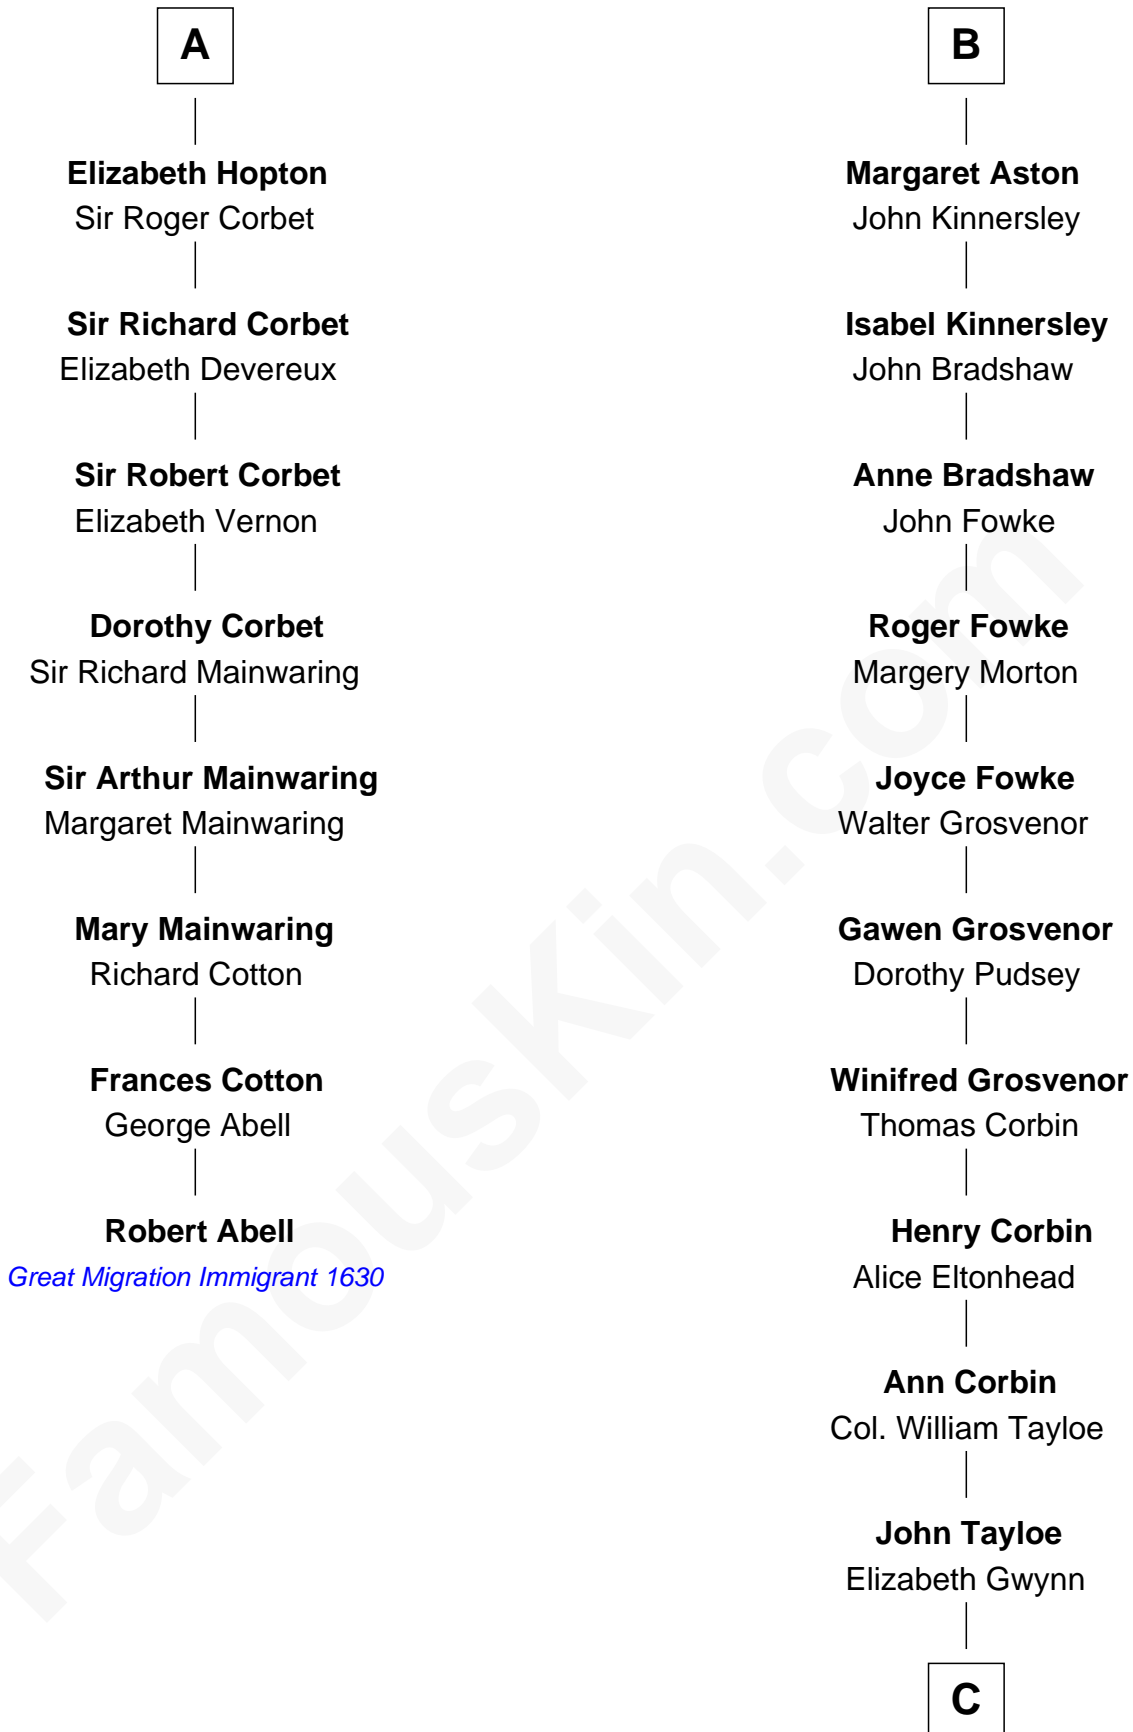 A
Elizabeth Hopton
Sir Roger Corbet
Sir Richard Corbet
Elizabeth Devereux
Sir Robert Corbet
Elizabeth Vernon
Dorothy Corbet
Sir Richard Mainwaring
Sir Arthur Mainwaring
Margaret Mainwaring
Mary Mainwaring
Richard Cotton
Frances Cotton
George Abell
Robert Abell
Great Migration Immigrant 1630
B
Margaret Aston
John Kinnersley
Isabel Kinnersley
John Bradshaw
Anne Bradshaw
John Fowke
Roger Fowke
Margery Morton
Joyce Fowke
Walter Grosvenor
Gawen Grosvenor
Dorothy Pudsey
Winifred Grosvenor
Thomas Corbin
Henry Corbin
Alice Eltonhead
Ann Corbin
Col. William Tayloe
John Tayloe
Elizabeth Gwynn
C
FamousKin.com